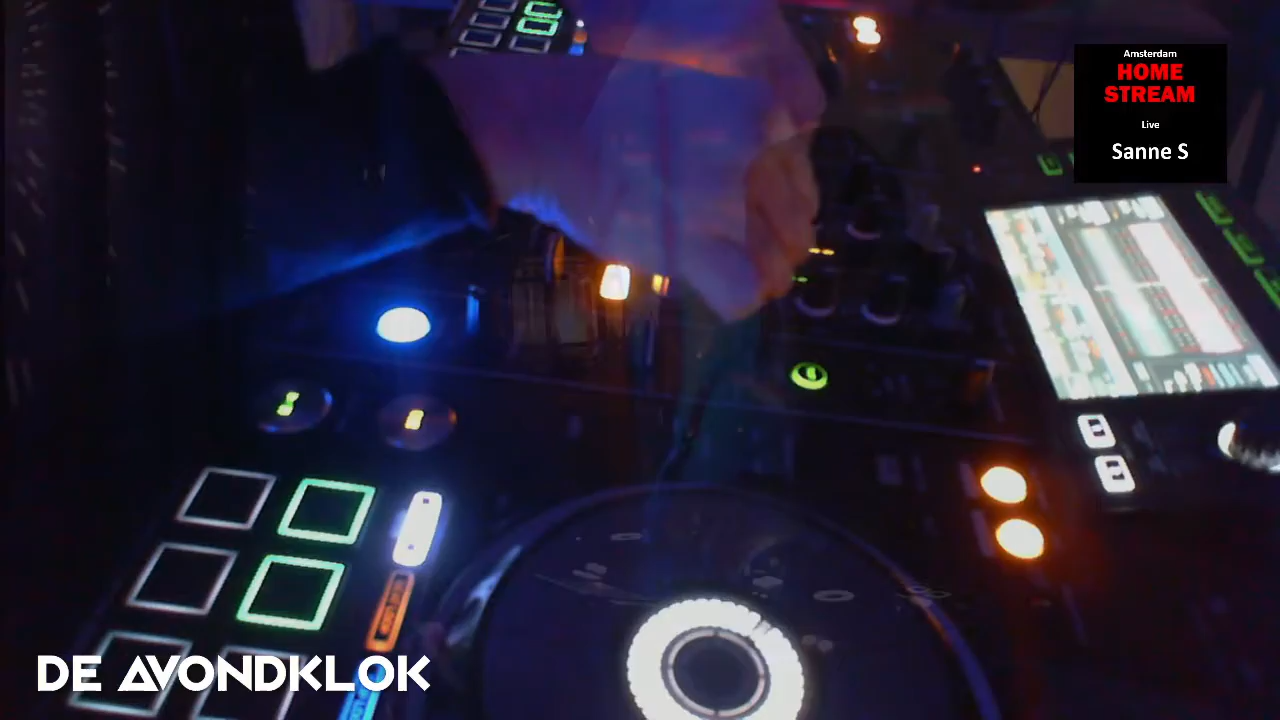 Amsterdam
HOME
STREAM
Live
Sanne S
DE AVONDKLOK